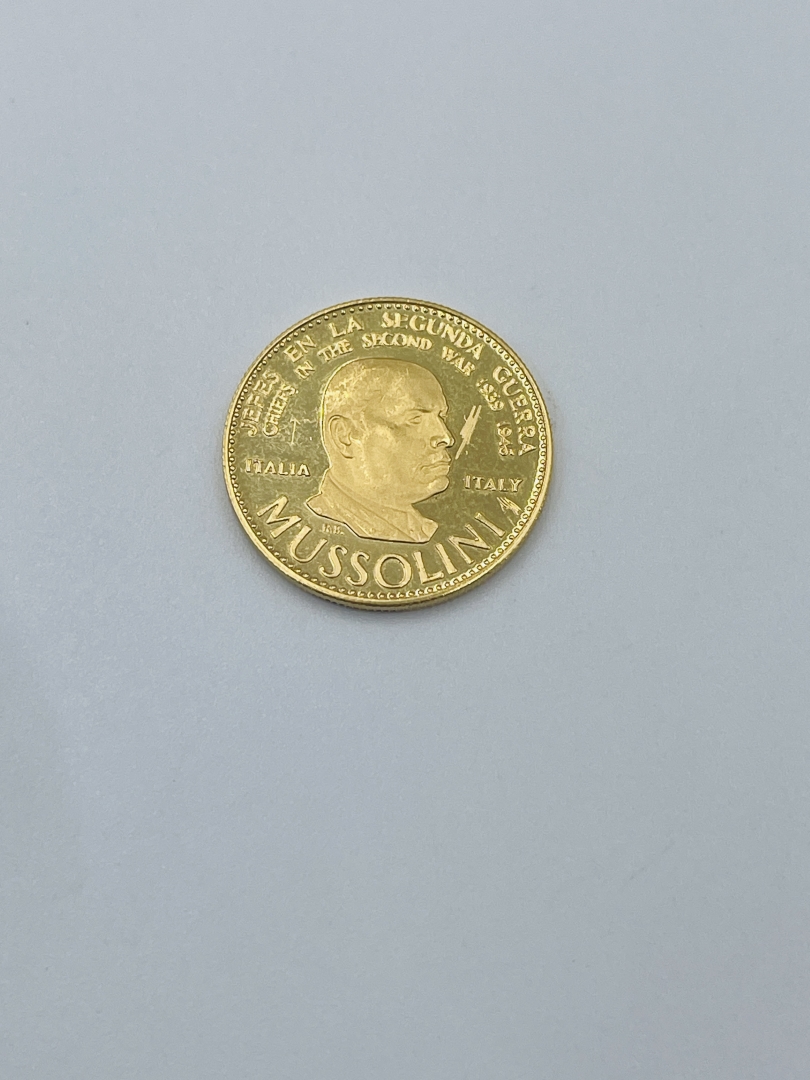 JEFES EN LA SEGUNDA GUERRA
CHIEFS IN THE SECOND WAR 1939 1945
ITALIA
ITALY
MUSSOLINI